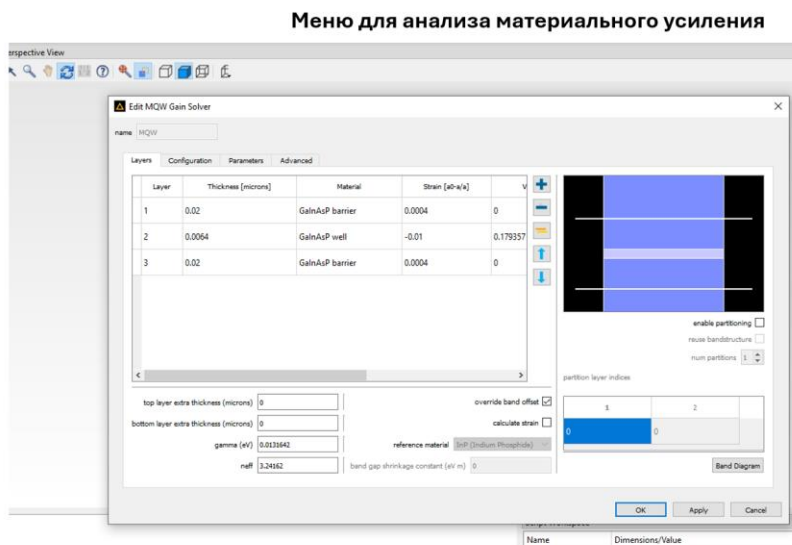 Меню для анализа материального усиления
erspective View
Edit MQW Gain Solver
name MQW
Layers Configuration Parameters Advanced
Layer Thickness [microns] Material Strain [a0-a/a] V
1 0.02 GaInAsP barrier 0.0004 0
2 0.0064 GaInAsP well -0.01 0.179357
3 0.02 GaInAsP barrier 0.0004 0
enable partitioning
reuse bandstructure
num partitions 1
partition layer indices
1 2
0 0
top layer extra thickness (microns) 0 override band offset
bottom layer extra thickness (microns) 0 calculate strain
gamma (eV) 0.0131642 reference material InP (Indium Phosphide)
neff 3.24162 band gap shrinkage constant (eV m) 0
Band Diagram
OK Apply Cancel
Name Dimensions/Value